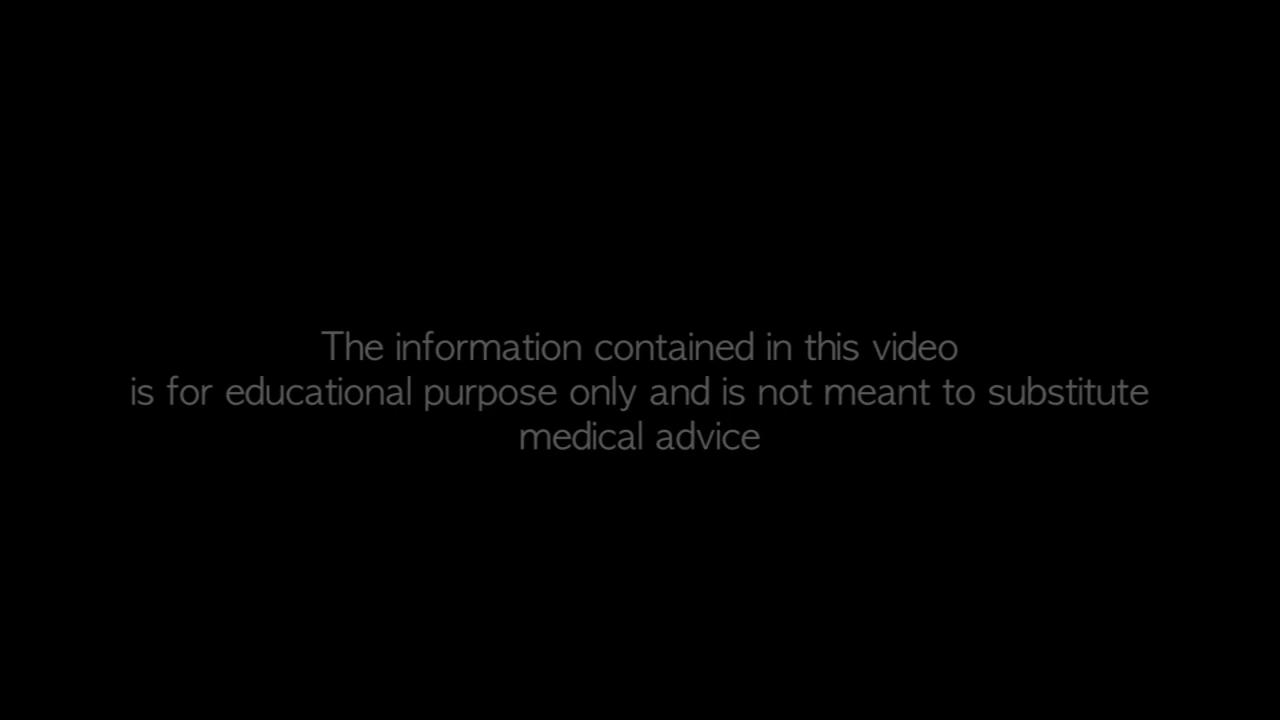 The information contained in this video
is for educational purpose only and is not meant to substitute
medical advice